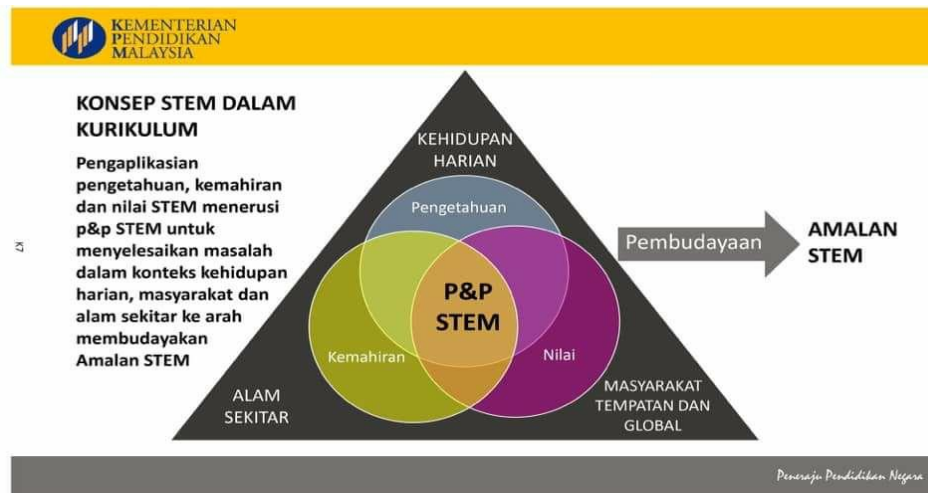 KEMENTERIAN
PENDIDIKAN
MALAYSIA
KONSEP STEM DALAM
KURIKULUM
Pengaplikasian
pengetahuan, kemahiran
dan nilai STEM menerusi
p&p STEM untuk
menyelesaikan masalah
dalam konteks kehidupan
harian, masyarakat dan
alam sekitar ke arah
membudayakan
Amalan STEM
K7
KEHIDUPAN
HARIAN
Pengetahuan
P&P
STEM
Kemahiran
Nilai
ALAM
SEKITAR
MASYARAKAT
TEMPATAN DAN
GLOBAL
Pembudayaan
AMALAN
STEM
Peneraju Pendidikan Negara